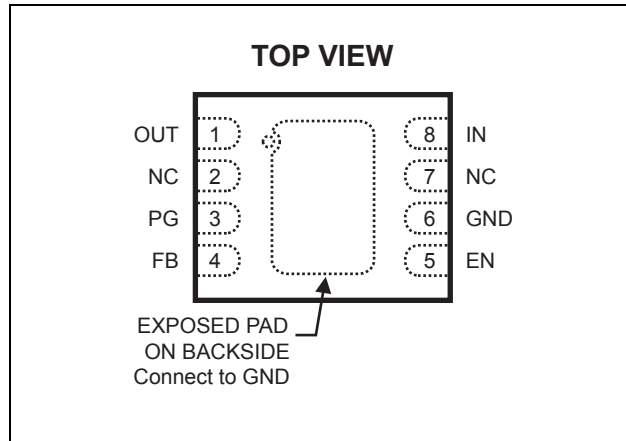 TOP VIEW
OUT 1 8 IN
NC 2 7 NC
PG 3 6 GND
FB 4 5 EN
EXPOSED PAD
ON BACKSIDE
Connect to GND